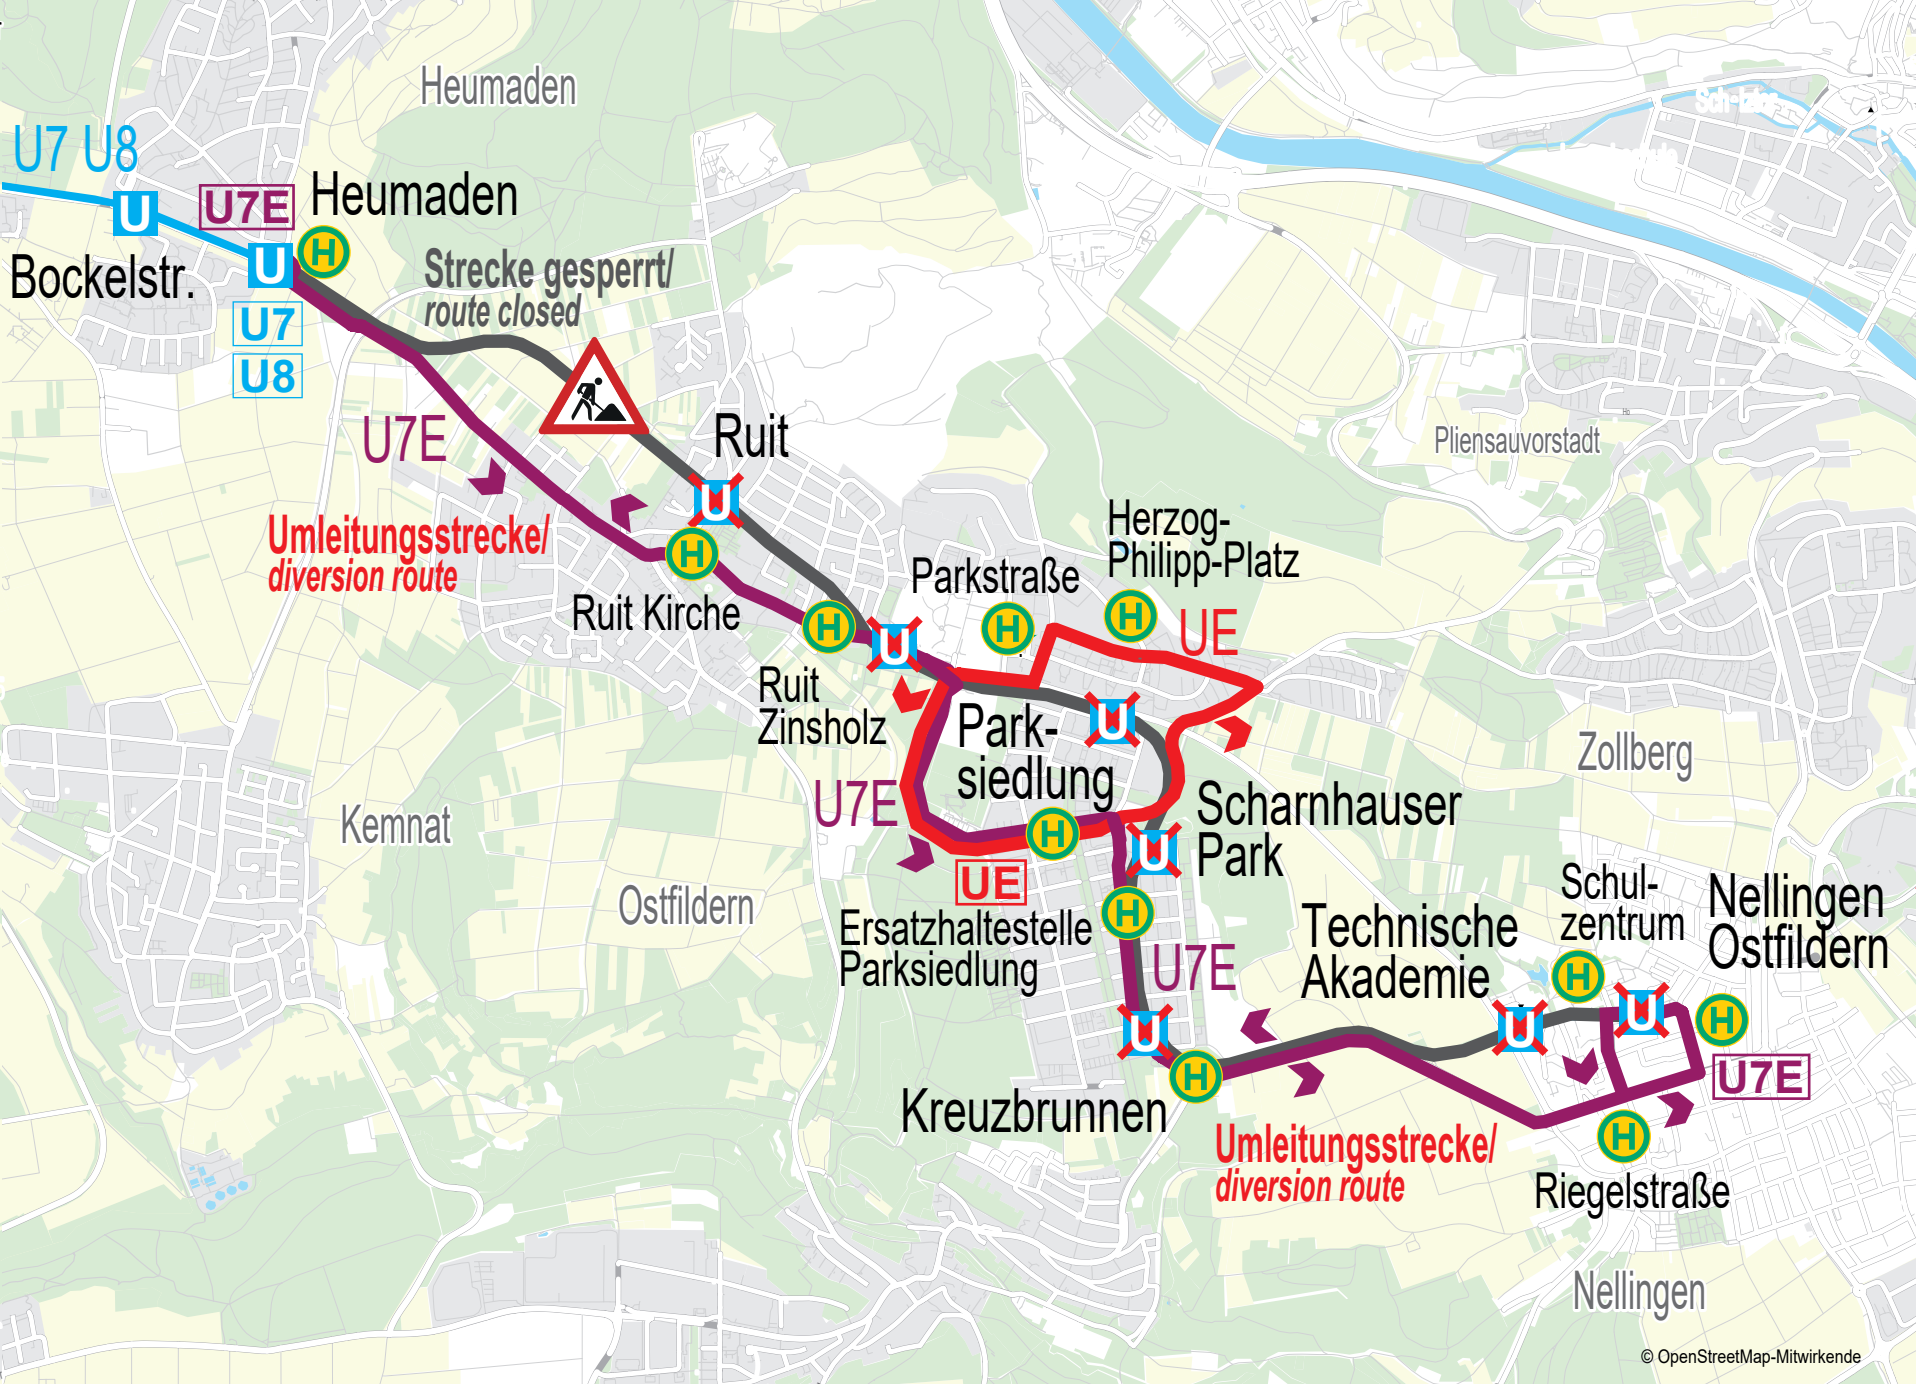 Heumaden
U7 U8
U
U7E
Heumaden
H
U
Bockelstr.
U7
U8
Strecke gesperrt/
route closed
U7E
Ruit
U
Umleitungsstrecke/
diversion route
H
Ruit Kirche
H
Ruit
Zinsholz
U
Parkstraße
H
Herzog-
Philipp-Platz
H
UE
Pliensauvorstadt
Park-
siedlung
U
U7E
H
UE
Ersatzhaltestelle
Parksiedlung
Scharnhauser
Park
U
H
U7E
Zollberg
Kemnat
Ostfildern
Technische
Akademie
U
Schul-
zentrum
H
Nellingen
Ostfildern
U
H
U7E
U
H
Kreuzbrunnen
Umleitungsstrecke/
diversion route
H
Riegelstraße
Nellingen
© OpenStreetMap-Mitwirkende